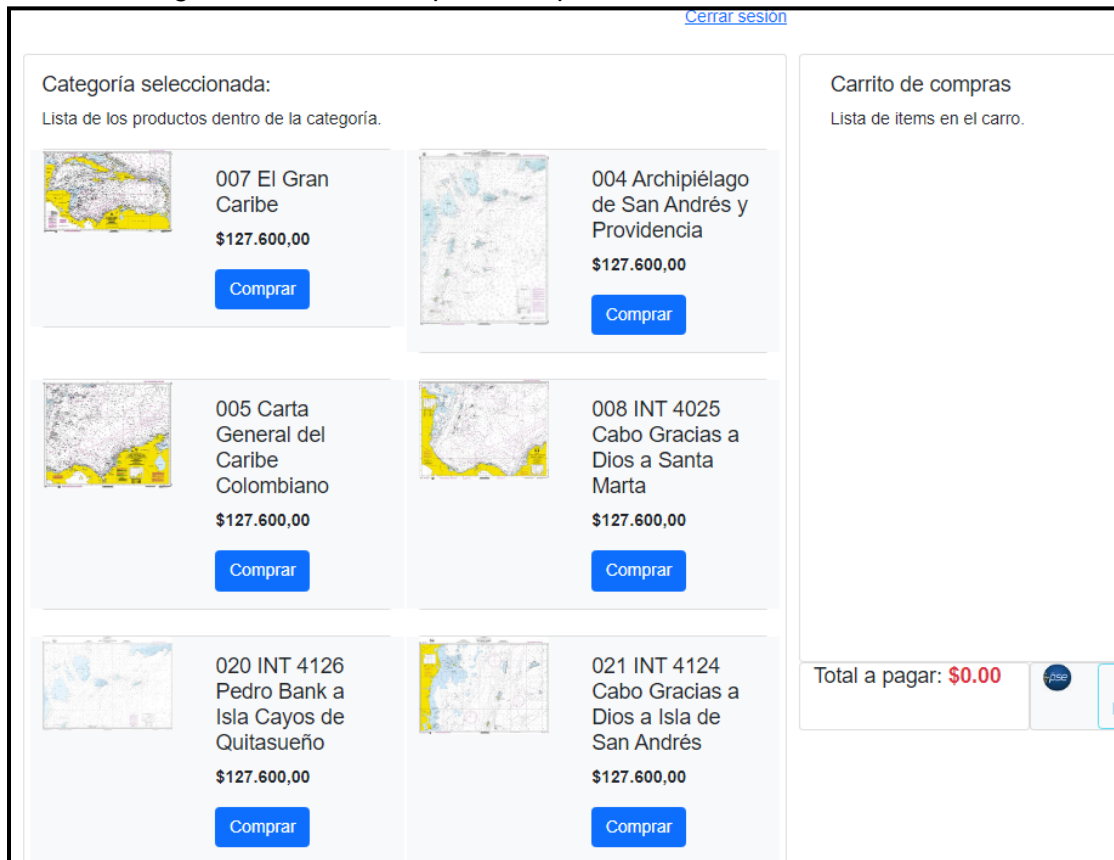 Cerrar sesión
Categoría seleccionada:
Lista de los productos dentro de la categoría.
007 El Gran
Caribe
$127.600,00
Comprar
004 Archipiélago
de San Andrés y
Providencia
$127.600,00
Comprar
005 Carta
General del
Caribe
Colombiano
$127.600,00
Comprar
008 INT 4025
Cabo Gracias a
Dios a Santa
Marta
$127.600,00
Comprar
020 INT 4126
Pedro Bank a
Isla Cayos de
Quitasueño
$127.600,00
Comprar
021 INT 4124
Cabo Gracias a
Dios a Isla de
San Andrés
$127.600,00
Comprar
Carrito de compras
Lista de items en el carro.
Total a pagar: $0.00
pse